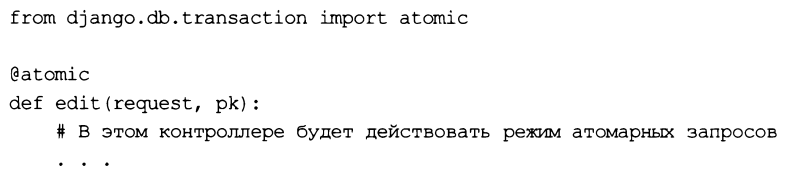 from django.db.transaction import atomic
@atomic
def edit(request, pk):
# В этом контроллере будет действовать режим атомарных запросов
. . .